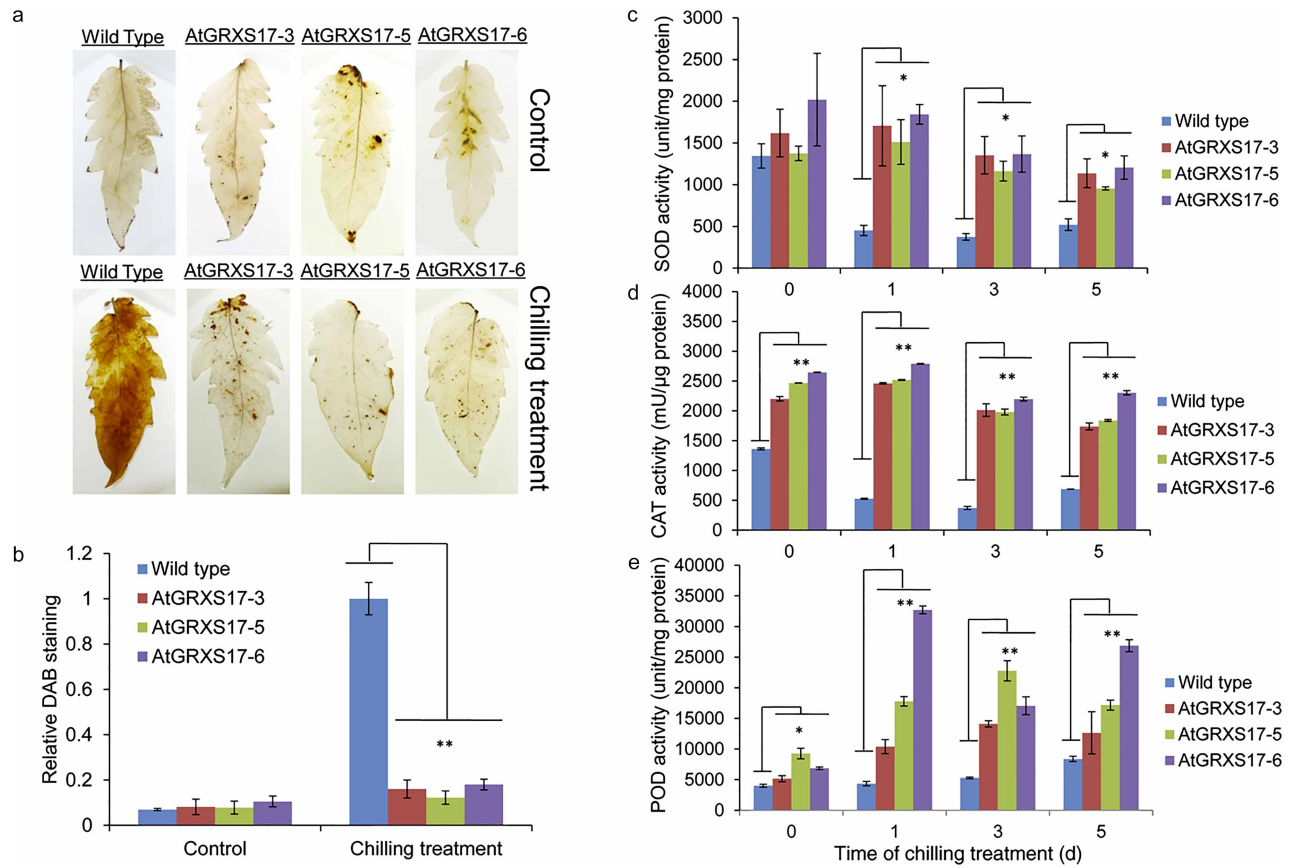 a
Wild Type AtGRXS17-3 AtGRXS17-5 AtGRXS17-6
Control
Wild Type AtGRXS17-3 AtGRXS17-5 AtGRXS17-6
Chilling treatment
b
Relative DAB staining
1.2
1
0.8
0.6
0.4
0.2
0
Wild type
AtGRXS17-3
AtGRXS17-5
AtGRXS17-6
**
Control Chilling treatment
c
SOD activity (unit/mg protein)
3000
2500
2000
1500
1000
500
0
* * *
0 1 3 5
Wild type
AtGRXS17-3
AtGRXS17-5
AtGRXS17-6
d
CAT activity (mU/µg protein)
4000
3500
3000
2500
2000
1500
1000
500
0
** ** ** **
0 1 3 5
Wild type
AtGRXS17-3
AtGRXS17-5
AtGRXS17-6
e
POD activity (unit/mg protein)
40000
35000
30000
25000
20000
15000
10000
5000
0
* ** ** **
0 1 3 5
Time of chilling treatment (d)
Wild type
AtGRXS17-3
AtGRXS17-5
AtGRXS17-6